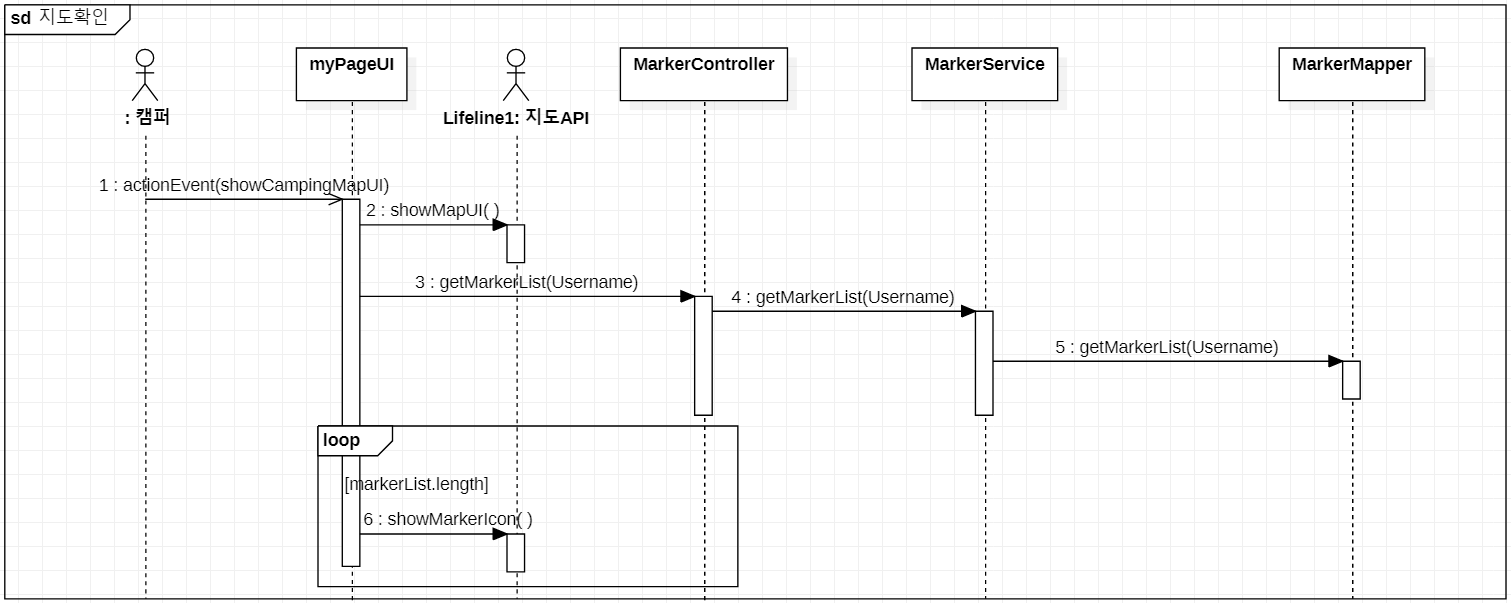 sd 지도확인
: 캠퍼
myPageUI
Lifeline1: 지도API
MarkerController
MarkerService
MarkerMapper
1 : actionEvent(showCampingMapUI)
2 : showMapUI( )
3 : getMarkerList(Username)
4 : getMarkerList(Username)
5 : getMarkerList(Username)
loop
[markerList.length]
6 : showMarkerIcon( )